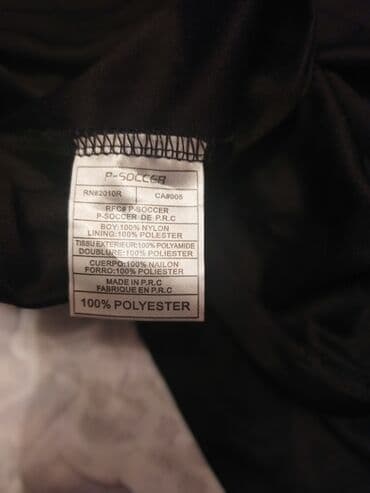 P-SOCCER
RN#2010R CA#005
RFC# P-SOCCER
P-SOCCER DE P.R.C
BOY:100% NYLON
LINING:100% POLESTER
TISSU EXTERIEUR:100% POLYAMIDE
DOUBLURE:100% POLIESTER
CUERPO:100% NAILON
FORRO:100% POLIESTER
MADE IN P.R.C
FABRIQUE EN P.R.C
100% POLYESTER